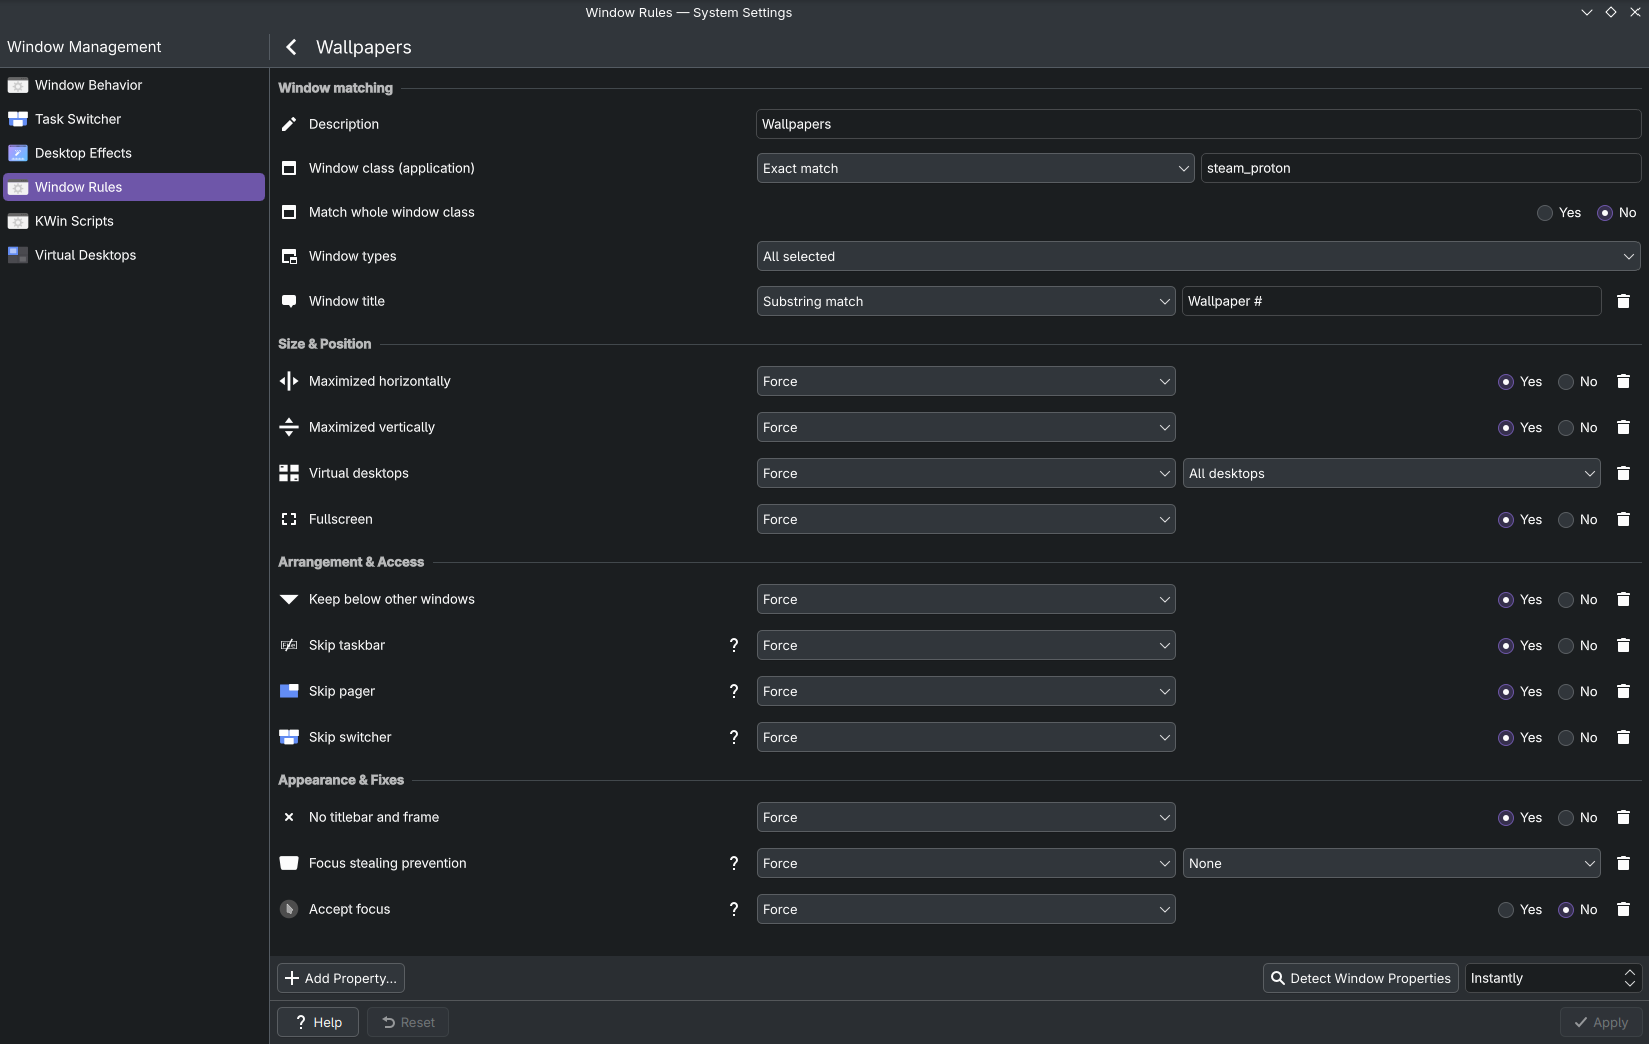 Window Rules — System Settings
Window Management
Wallpapers
Window Behavior
Task Switcher
Desktop Effects
Window Rules
KWin Scripts
Virtual Desktops
Window matching
Description Wallpapers
Window class (application) Exact match steam_proton
Match whole window class Yes No
Window types All selected
Window title Substring match Wallpaper #
Size & Position
Maximized horizontally Force Yes No
Maximized vertically Force Yes No
Virtual desktops Force All desktops
Fullscreen Force Yes No
Arrangement & Access
Keep below other windows Force Yes No
Skip taskbar ? Force Yes No
Skip pager ? Force Yes No
Skip switcher ? Force Yes No
Appearance & Fixes
No titlebar and frame Force Yes No
Focus stealing prevention ? Force None
Accept focus ? Force Yes No
Add Property... Detect Window Properties Instantly
? Help Reset Apply